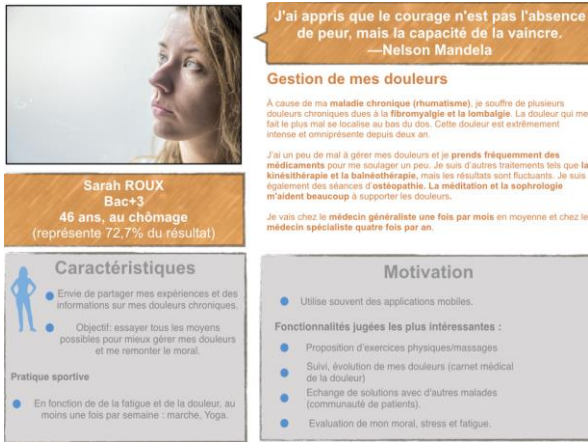 J'ai appris que le courage n'est pas l'absence
de peur, mais la capacité de la vaincre.
—Nelson Mandela
Gestion de mes douleurs
À cause de ma maladie chronique (rhumatisme), je souffre de plusieurs
douleurs chroniques dues à la fibromyalgie et la lombalgie. La douleur qui me
fait le plus mal se localise au bas du dos. Cette douleur est extrêmement
intense et omniprésente depuis deux an.
J'ai un peu de mal à gérer mes douleurs et je prends fréquemment des
médicaments pour me soulager un peu. Je suis d'autres traitements tels que la
kinésithérapie et la balnéothérapie, mais les résultats sont fluctuants. Je suis
également des séances d'ostéopathie. La méditation et la sophrologie
m'aident beaucoup à supporter les douleurs.
Je vais chez le médecin généraliste une fois par mois en moyenne et chez le
médecin spécialiste quatre fois par an.
Sarah ROUX
Bac+3
46 ans, au chômage
(représente 72,7% du résultat)
Caractéristiques
Envie de partager mes expériences et des
informations sur mes douleurs chroniques.
Objectif: essayer tous les moyens
possibles pour mieux gérer mes douleurs
et me remonter le moral.
Pratique sportive
En fonction de de la fatigue et de la douleur, au
moins une fois par semaine : marche, Yoga.
Motivation
Utilise souvent des applications mobiles.
Fonctionnalités jugées les plus intéressantes :
Proposition d'exercices physiques/massages
Suivi, évolution de mes douleurs (carnet médical
de la douleur)
Echange de solutions avec d'autres malades
(communauté de patients).
Evaluation de mon moral, stress et fatigue.